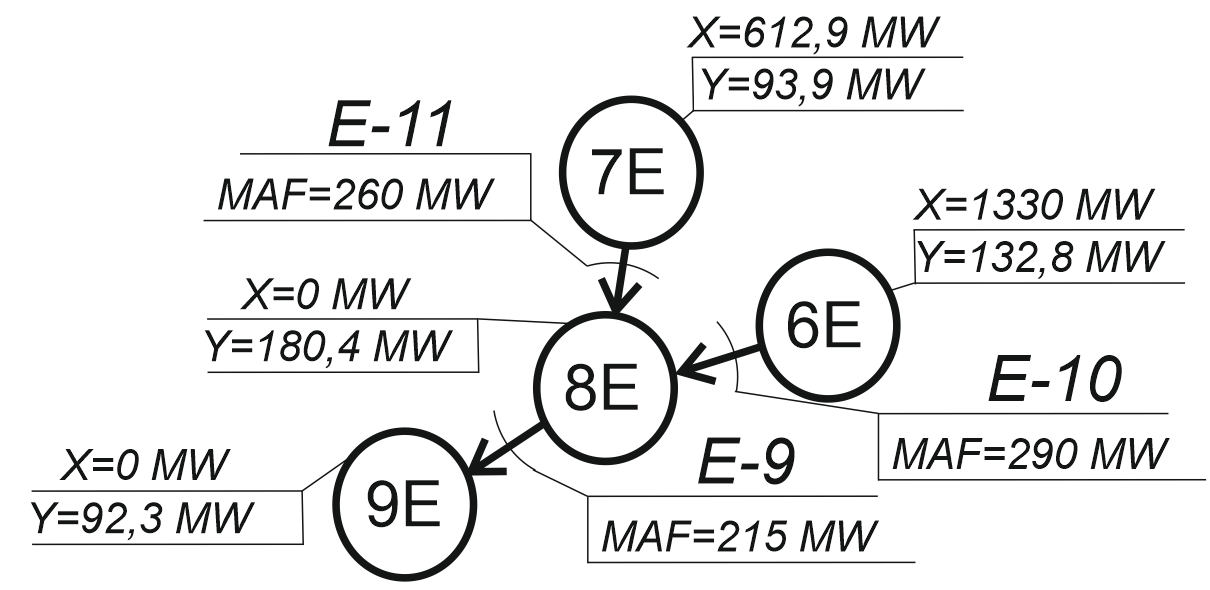 X=612,9 MW
Y=93,9 MW
E-11
MAF=260 MW
7E
X=1330 MW
Y=132,8 MW
X=0 MW
Y=180,4 MW
6E
8E
E-10
MAF=290 MW
E-9
MAF=215 MW
X=0 MW
Y=92,3 MW
9E